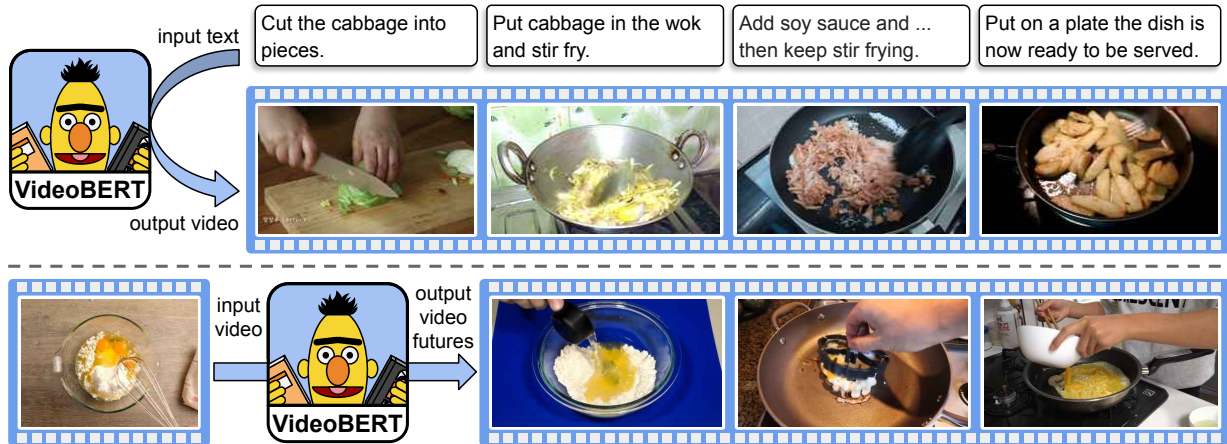 input text
Cut the cabbage into
pieces.
Put cabbage in the wok
and stir fry.
Add soy sauce and ...
then keep stir frying.
Put on a plate the dish is
now ready to be served.
VideoBERT
output video
input
video
VideoBERT
output
video
futures